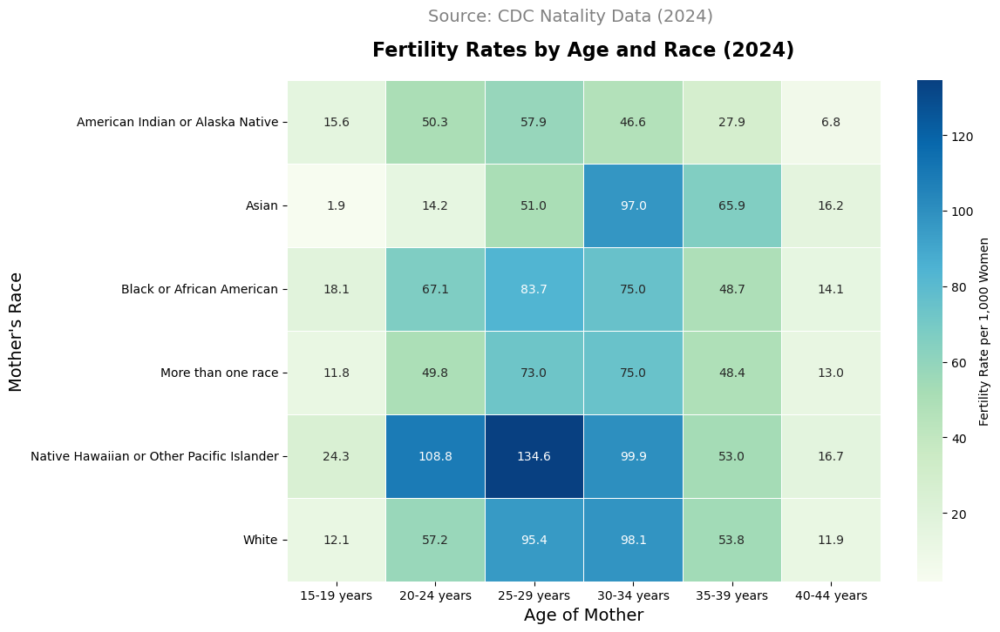 Source: CDC Natality Data (2024)
Fertility Rates by Age and Race (2024)
Mother's Race
American Indian or Alaska Native 15.6 50.3 57.9 46.6 27.9 6.8
Asian 1.9 14.2 51.0 97.0 65.9 16.2
Black or African American 18.1 67.1 83.7 75.0 48.7 14.1
More than one race 11.8 49.8 73.0 75.0 48.4 13.0
Native Hawaiian or Other Pacific Islander 24.3 108.8 134.6 99.9 53.0 16.7
White 12.1 57.2 95.4 98.1 53.8 11.9
15-19 years 20-24 years 25-29 years 30-34 years 35-39 years 40-44 years
Age of Mother
120
100
80
60
40
20
Fertility Rate per 1,000 Women